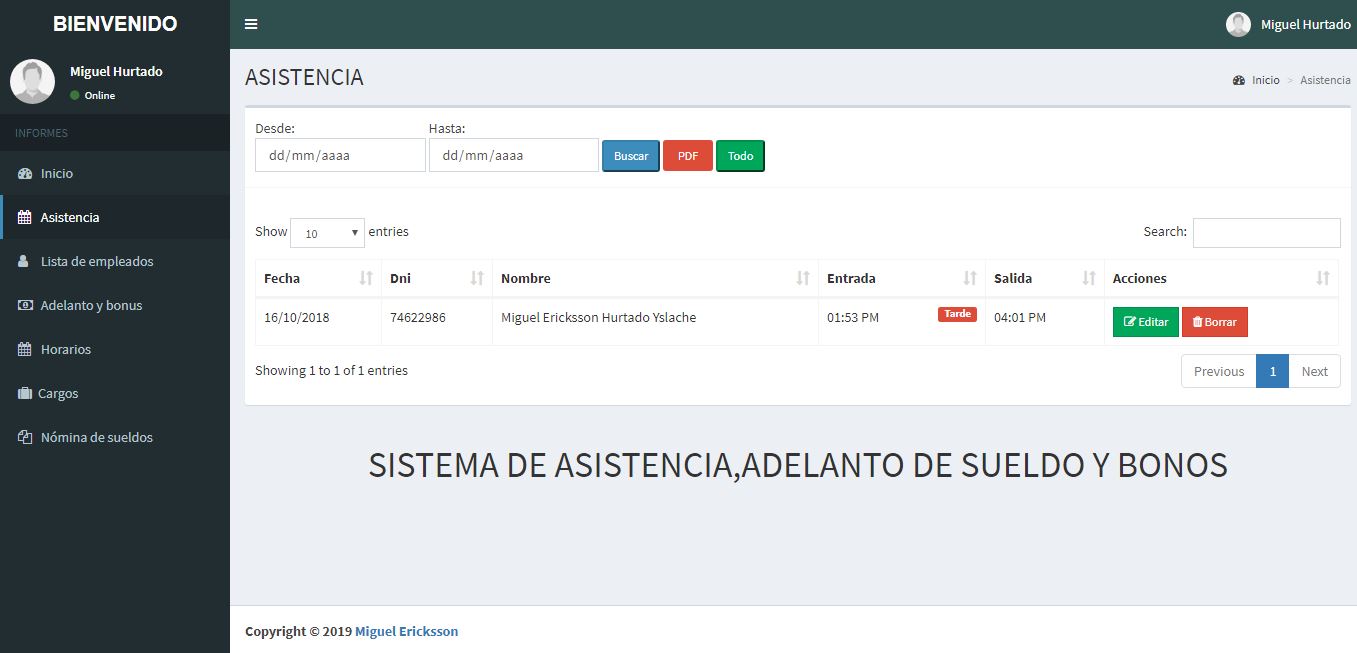 BIENVENIDO
Miguel Hurtado
Miguel Hurtado
Online
INFORMES
Inicio
Asistencia
Lista de empleados
Adelanto y bonus
Horarios
Cargos
Nómina de sueldos
ASISTENCIA
Inicio > Asistencia
Desde: Hasta:
dd/mm/aaaa dd/mm/aaaa Buscar PDF Todo
Show 10 entries Search:
Fecha Dni Nombre Entrada Salida Acciones
16/10/2018 74622986 Miguel Ericksson Hurtado Yslache 01:53 PM Tarde 04:01 PM Editar Borrar
Showing 1 to 1 of 1 entries Previous 1 Next
SISTEMA DE ASISTENCIA,ADELANTO DE SUELDO Y BONOS
Copyright © 2019 Miguel Ericksson